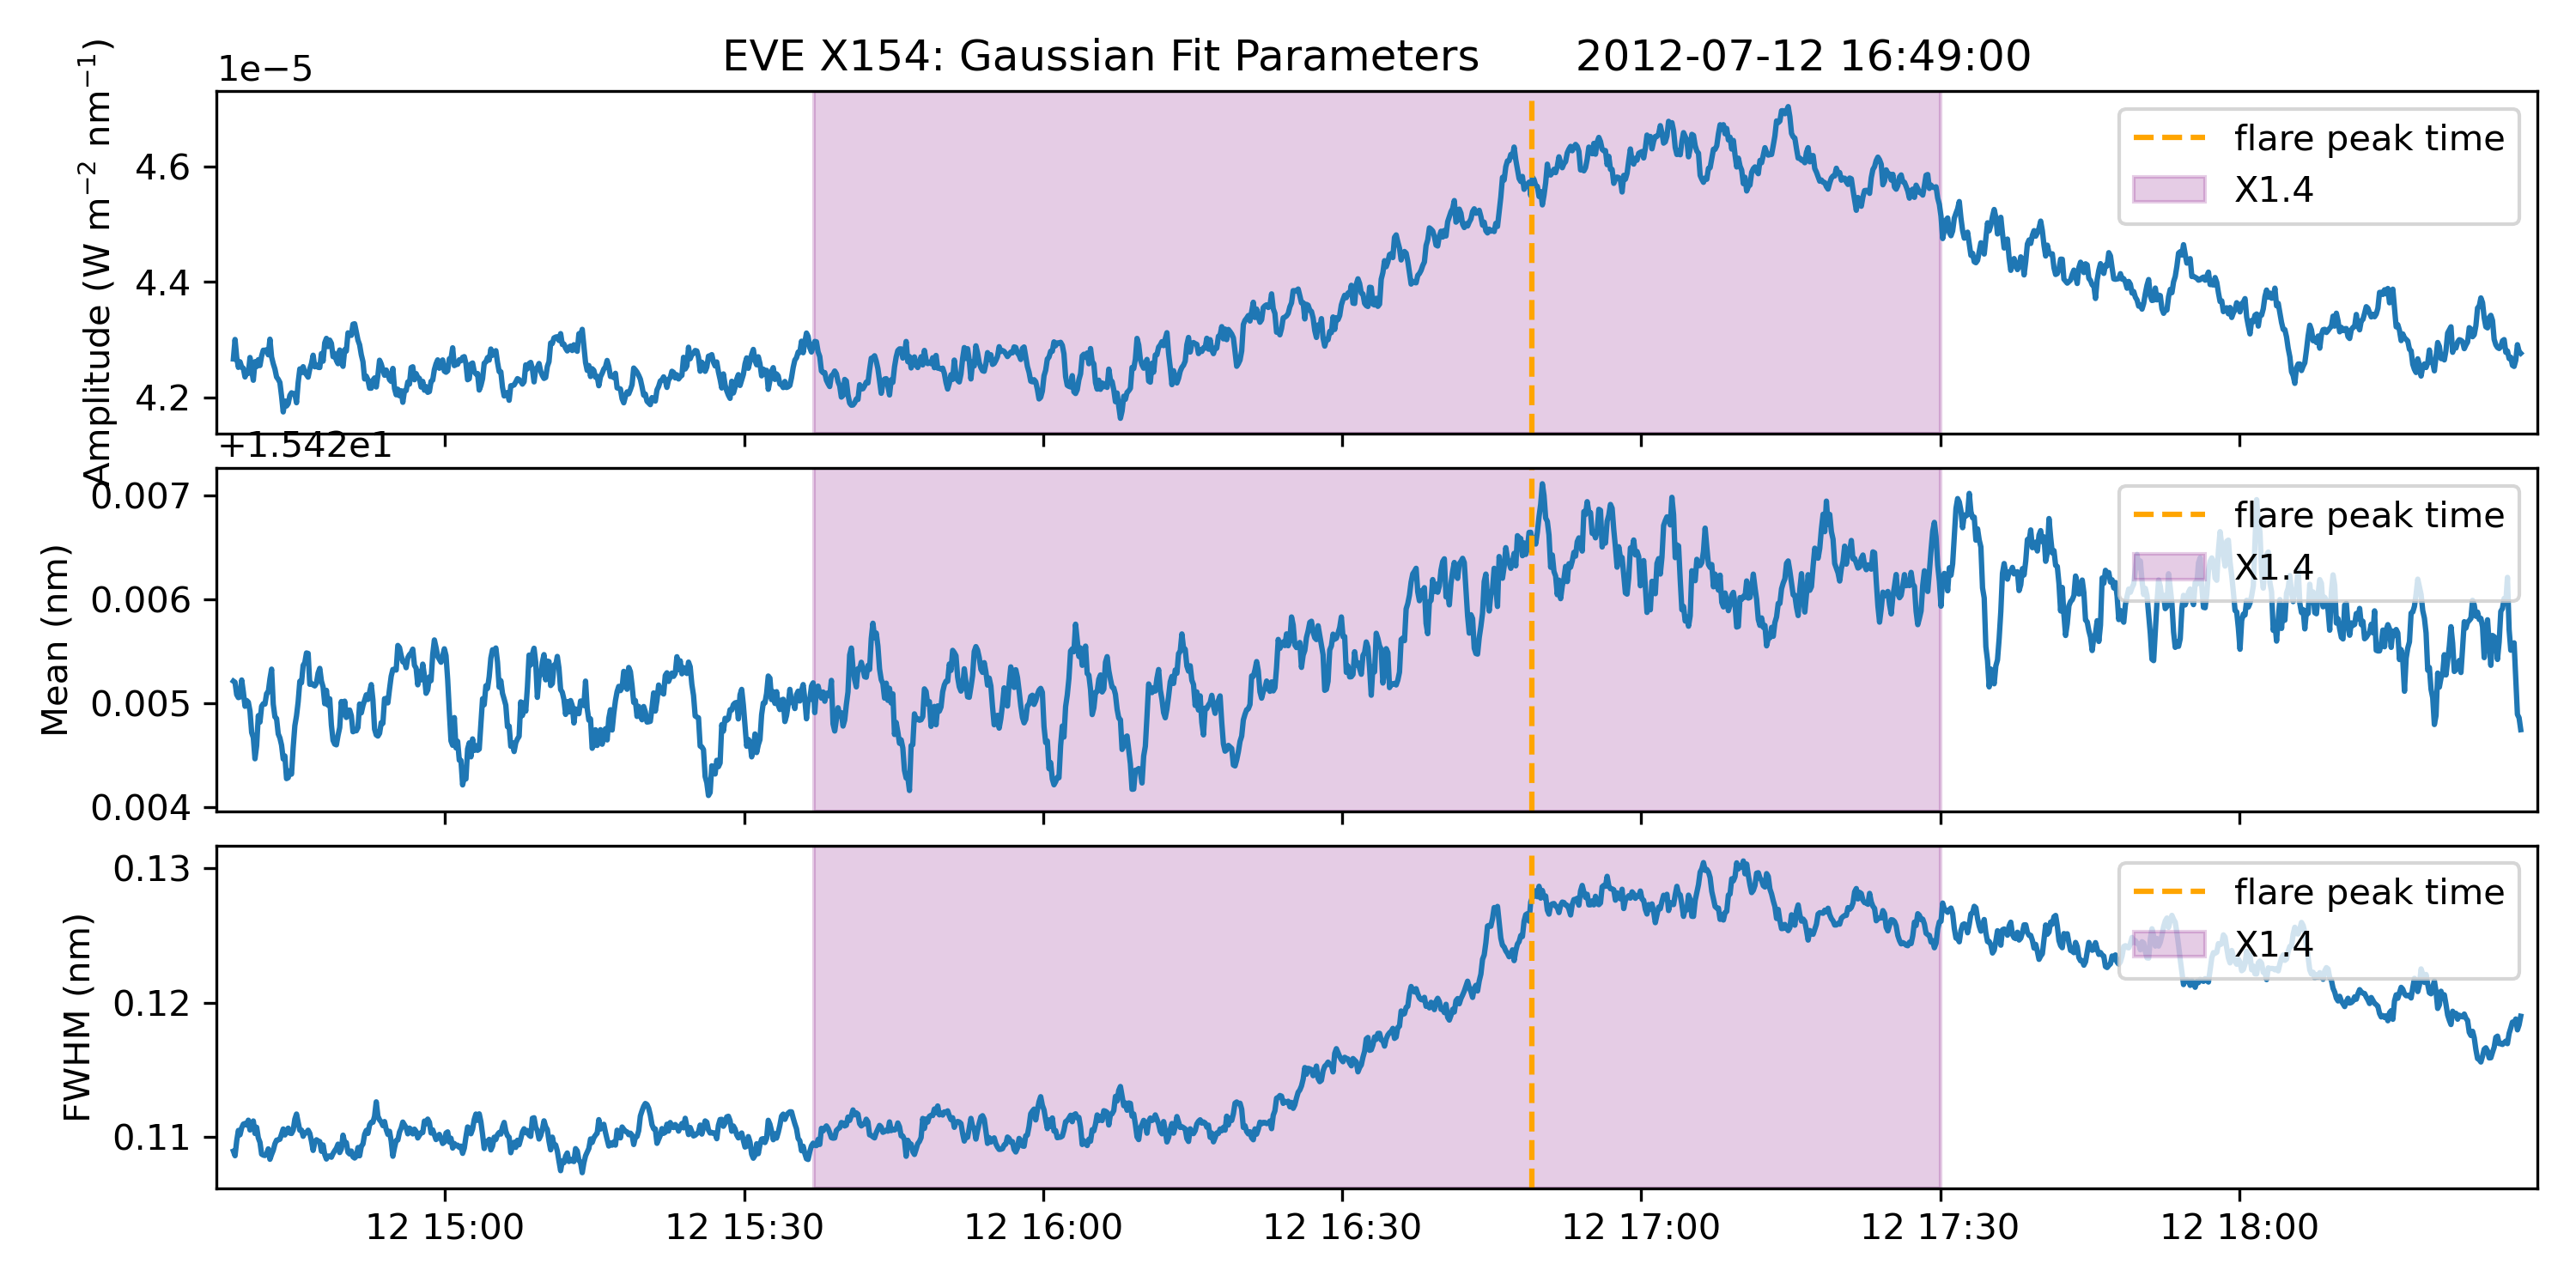 EVE X154: Gaussian Fit Parameters 2012-07-12 16:49:00
1e−5
Amplitude (W m⁻² nm⁻¹)
4.6
4.4
4.2
flare peak time
X1.4
+1.542e1
Mean (nm)
0.007
0.006
0.005
0.004
flare peak time
X1.4
FWHM (nm)
0.13
0.12
0.11
flare peak time
X1.4
12 15:00 12 15:30 12 16:00 12 16:30 12 17:00 12 17:30 12 18:00